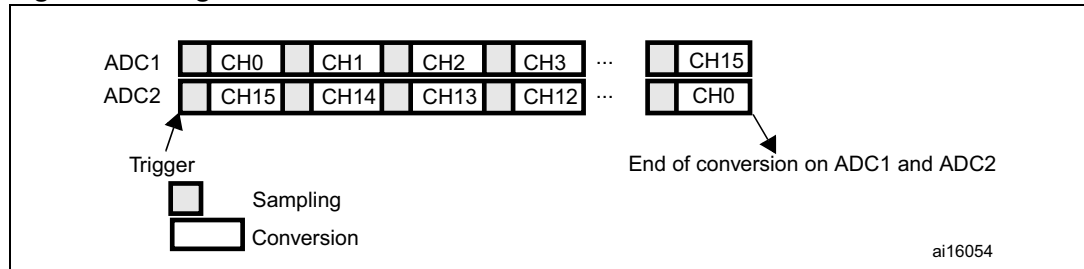 ADC1 CH0 CH1 CH2 CH3 ... CH15
ADC2 CH15 CH14 CH13 CH12 ... CH0
Trigger
End of conversion on ADC1 and ADC2
Sampling
Conversion
ai16054